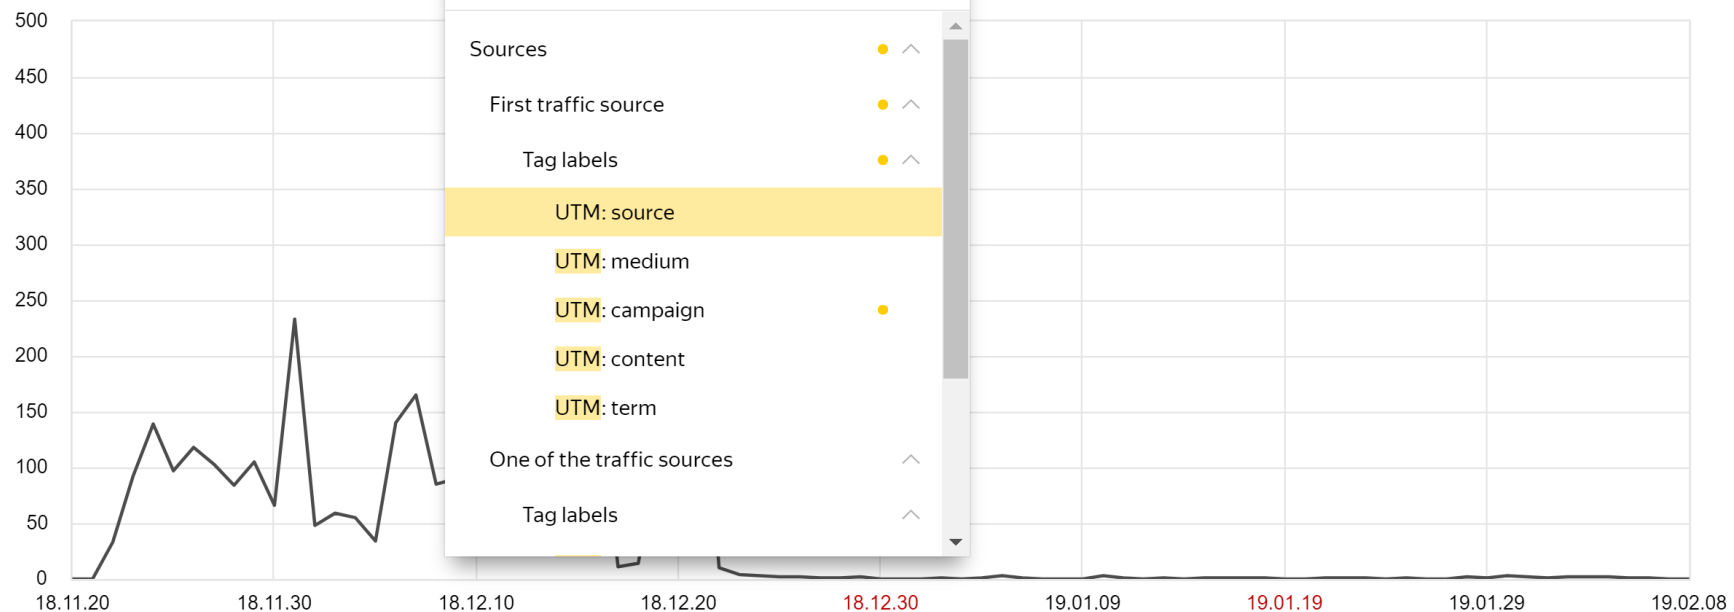 500
450
400
350
300
250
200
150
100
50
0
Sources
First traffic source
Tag labels
UTM: source
UTM: medium
UTM: campaign
UTM: content
UTM: term
One of the traffic sources
Tag labels
18.11.20 18.11.30 18.12.10 18.12.20 18.12.30 19.01.09 19.01.19 19.01.29 19.02.08